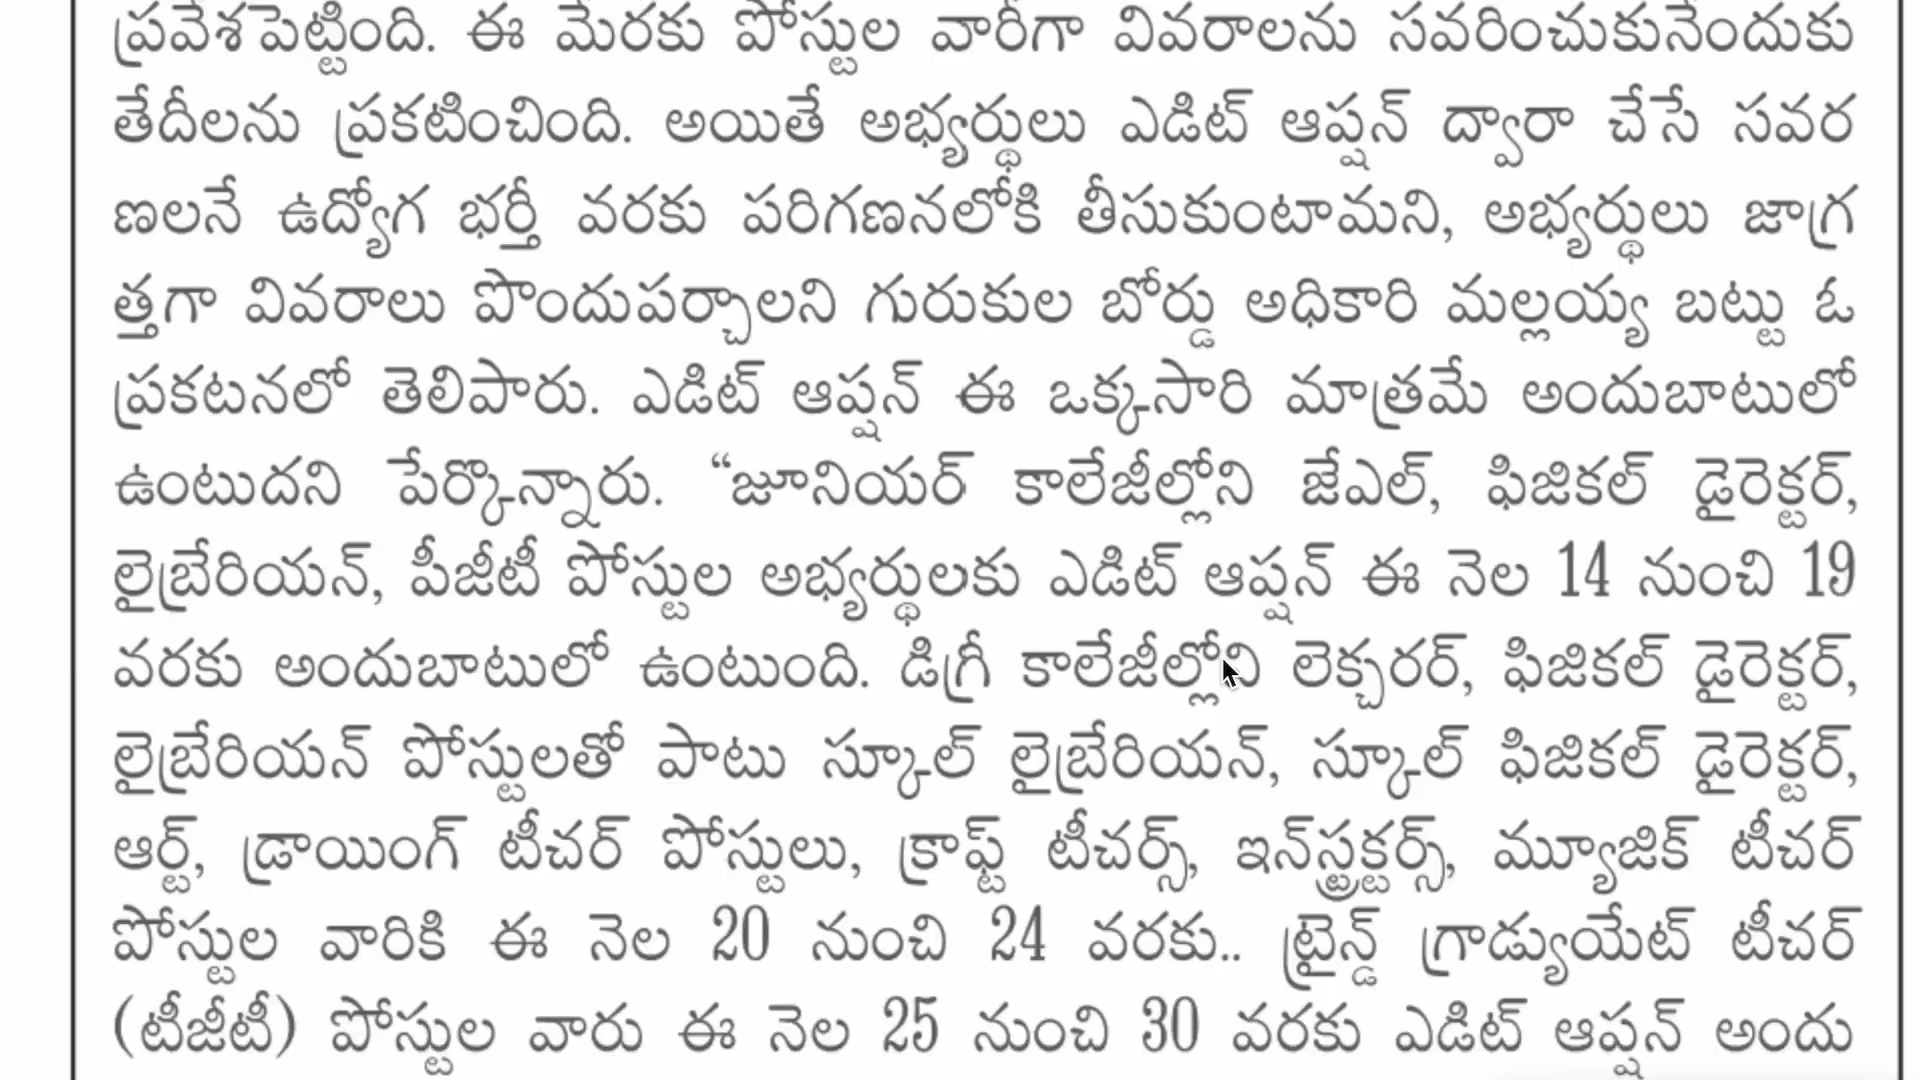 ప్రవేశపెట్టింది. ఈ మేరకు పోస్టుల వారీగా వివరాలను సవరించుకునేందుకు
తేదీలను ప్రకటించింది. అయితే అభ్యర్థులు ఎడిట్ ఆప్షన్ ద్వారా చేసే సవర
ణలనే ఉద్యోగ భర్తీ వరకు పరిగణనలోకి తీసుకుంటామని, అభ్యర్థులు జాగ్ర
త్తగా వివరాలు పొందుపర్చాలని గురుకుల బోర్డు అధికారి మల్లయ్య బట్టు ఓ
ప్రకటనలో తెలిపారు. ఎడిట్ ఆప్షన్ ఈ ఒక్కసారి మాత్రమే అందుబాటులో
ఉంటుదని పేర్కొన్నారు. “జూనియర్ కాలేజీల్లోని జేఎల్, ఫిజికల్ డైరెక్టర్,
లైబ్రేరియన్, పీజీటీ పోస్టుల అభ్యర్థులకు ఎడిట్ ఆప్షన్ ఈ నెల 14 నుంచి 19
వరకు అందుబాటులో ఉంటుంది. డిగ్రీ కాలేజీల్లోని లెక్చరర్, ఫిజికల్ డైరెక్టర్,
లైబ్రేరియన్ పోస్టులతో పాటు స్కూల్ లైబ్రేరియన్, స్కూల్ ఫిజికల్ డైరెక్టర్,
ఆర్ట్, డ్రాయింగ్ టీచర్ పోస్టులు, క్రాఫ్ట్ టీచర్స్, ఇన్‌స్ట్రక్టర్స్, మ్యూజిక్ టీచర్
పోస్టుల వారికి ఈ నెల 20 నుంచి 24 వరకు.. ట్రైన్డ్ గ్రాడ్యుయేట్ టీచర్
(టీజీటీ) పోస్టుల వారు ఈ నెల 25 నుంచి 30 వరకు ఎడిట్ ఆప్షన్ అందు